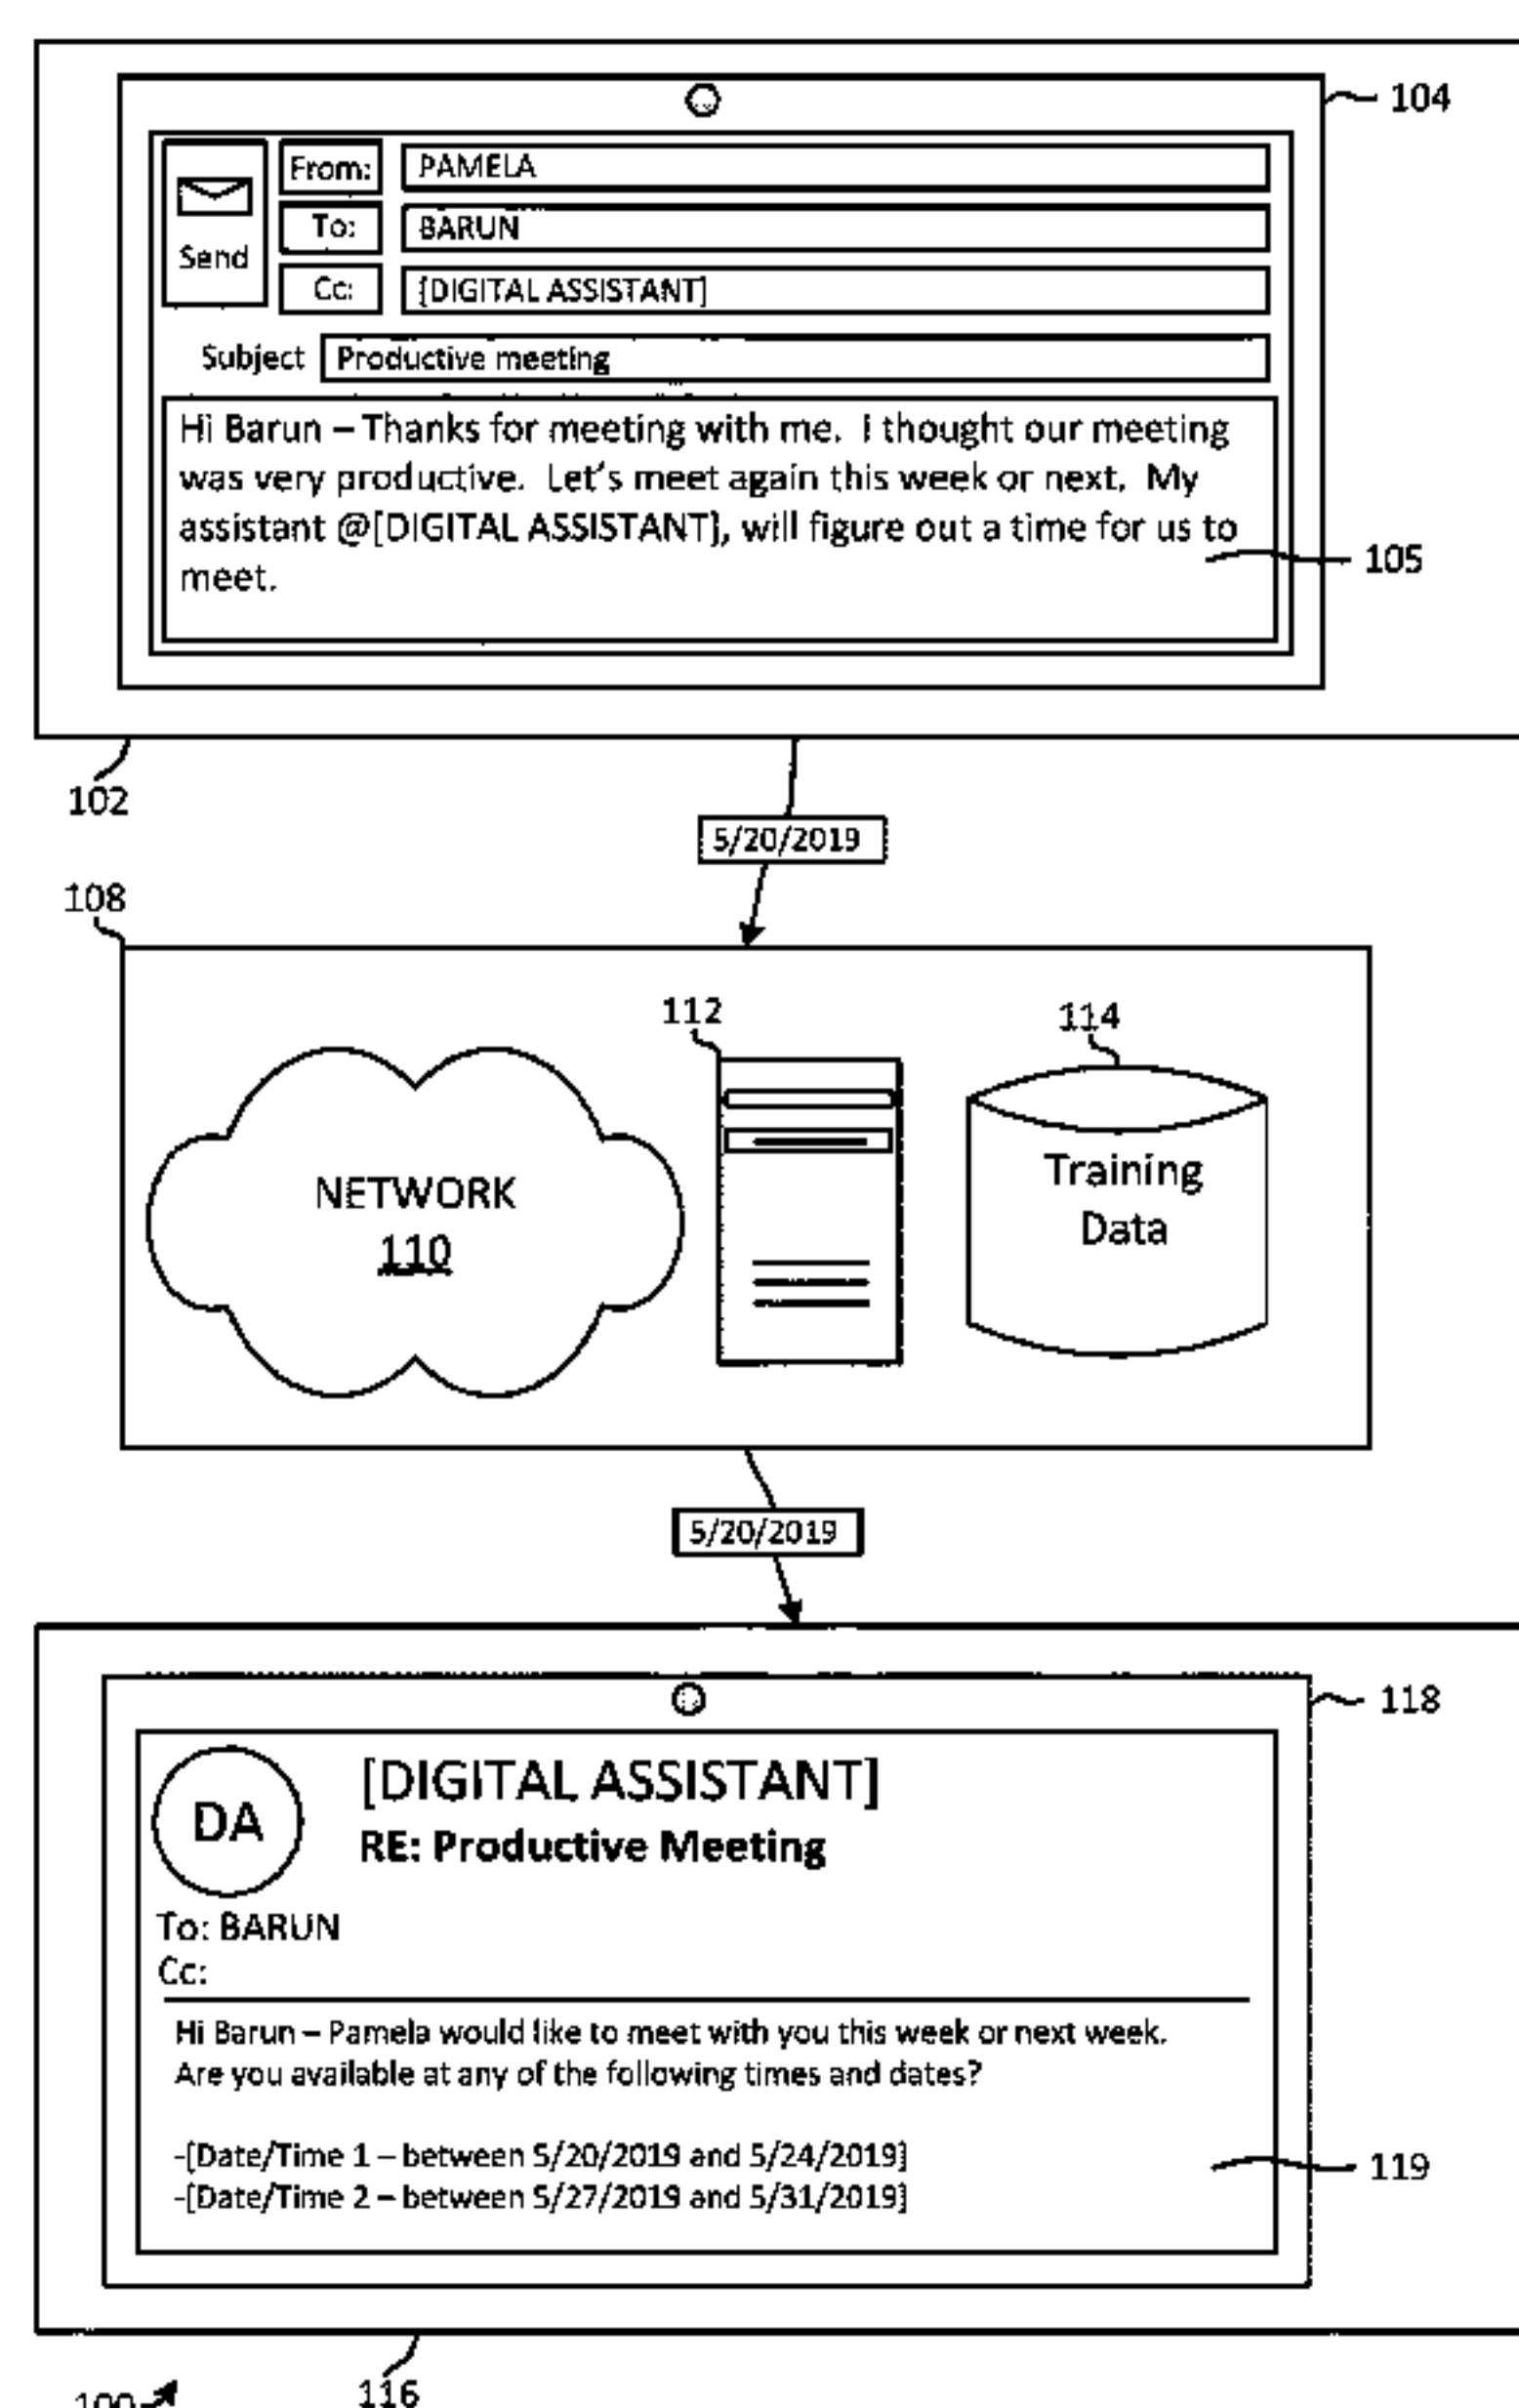 104
From: PAMELA
To: BARUN
Send
Cc: [DIGITAL ASSISTANT]
Subject Productive meeting
Hi Barun – Thanks for meeting with me. I thought our meeting
was very productive. Let's meet again this week or next. My
assistant @[DIGITAL ASSISTANT], will figure out a time for us to
meet.
105
102
5/20/2019
108
112
114
NETWORK
110
Training
Data
5/20/2019
118
DA
[DIGITAL ASSISTANT]
RE: Productive Meeting
To: BARUN
Cc:
Hi Barun – Pamela would like to meet with you this week or next week.
Are you available at any of the following times and dates?
-[Date/Time 1 – between 5/20/2019 and 5/24/2019]
-[Date/Time 2 – between 5/27/2019 and 5/31/2019]
119
116
100